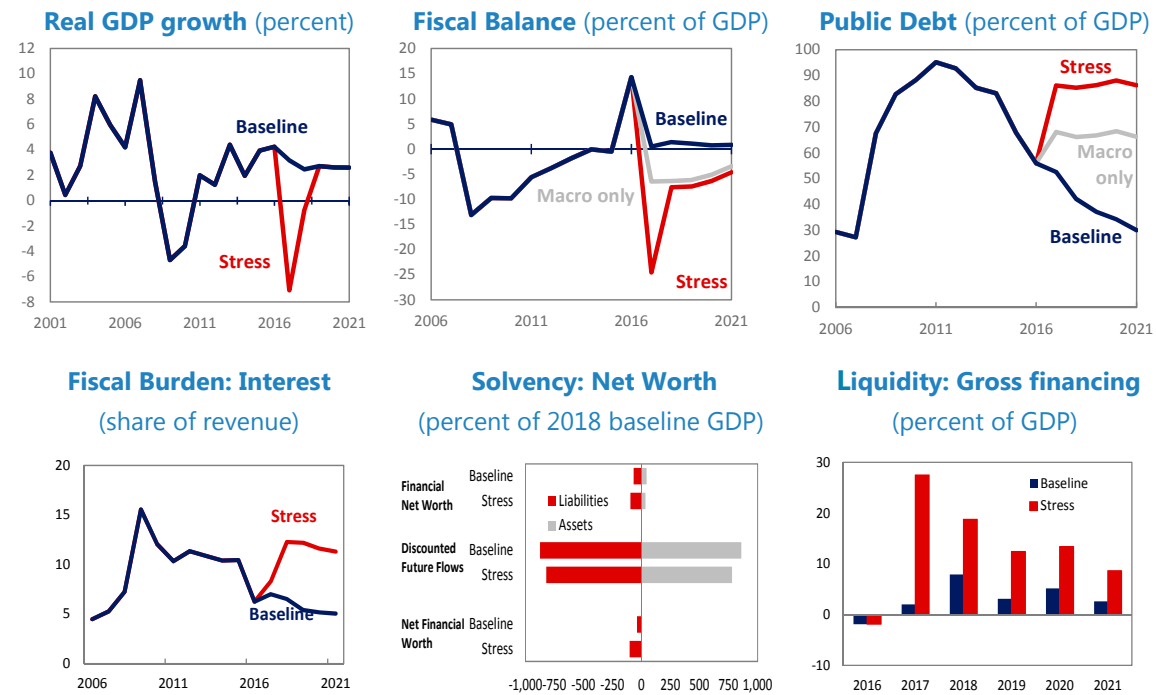 Real GDP growth (percent)
12
10
8
6
4
2
0
-2
-4
-6
-8
Baseline
Stress
2001 2006 2011 2016 2021
Fiscal Balance (percent of GDP)
20
15
10
5
0
-5
-10
-15
-20
-25
-30
Baseline
Macro only
Stress
2006 2011 2016 2021
Public Debt (percent of GDP)
100
90
80
70
60
50
40
30
20
10
0
Stress
Macro
only
Baseline
2006 2011 2016 2021
Fiscal Burden: Interest
(share of revenue)
20
15
10
5
0
Stress
Baseline
2006 2011 2016 2021
Solvency: Net Worth
(percent of 2018 baseline GDP)
Financial
Net Worth
Baseline
Stress
Liabilities
Assets
Discounted
Future Flows
Baseline
Stress
Net Financial
Worth
Baseline
Stress
-1,000 -750 -500 -250 0 250 500 750 1,000
Liquidity: Gross financing
(percent of GDP)
30
20
10
0
-10
Baseline
Stress
2016 2017 2018 2019 2020 2021